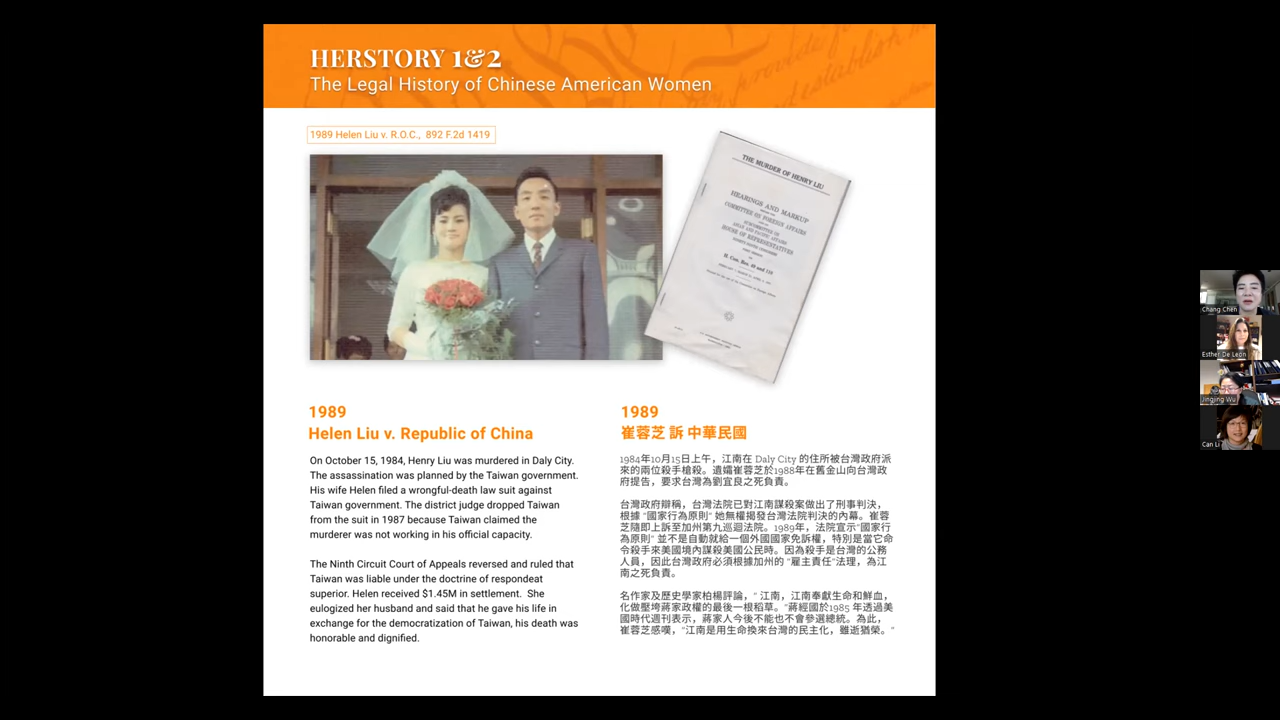 HERSTORY 1&2
The Legal History of Chinese American Women
1989 Helen Liu v. R.O.C., 892 F.2d 1419
THE MURDER OF HENRY LIU
HEARINGS AND MARKUP
COMMITTEE ON FOREIGN AFFAIRS
HOUSE OF REPRESENTATIVES
1989
Helen Liu v. Republic of China
On October 15, 1984, Henry Liu was murdered in Daly City.
The assassination was planned by the Taiwan government.
His wife Helen filed a wrongful-death law suit against
Taiwan government. The district judge dropped Taiwan
from the suit in 1987 because Taiwan claimed the
murderer was not working in his official capacity.
The Ninth Circuit Court of Appeals reversed and ruled that
Taiwan was liable under the doctrine of respondeat
superior. Helen received $1.45M in settlement. She
eulogized her husband and said that he gave his life in
exchange for the democratization of Taiwan, his death was
honorable and dignified.
1989
崔蓉芝 訴 中華民國
1984年10月15日上午，江南在 Daly City 的住所被台灣政府派
來的兩位殺手槍殺。遺孀崔蓉芝於1988年在舊金山向台灣政
府提告，要求台灣為劉宜良之死負責。
台灣政府辯稱，台灣法院已對江南謀殺案做出了刑事判決，
根據 "國家行為原則" 她無權揭發台灣法院判決的內幕。崔蓉
芝隨即上訴至加州第九巡迴法院。1989年，法院宣示"國家行
為原則" 並不是自動就給一個外國國家免訴權，特別是當它命
令殺手來美國境內謀殺美國公民時。因為殺手是台灣的公務
人員，因此台灣政府必須根據加州的 "雇主責任"法理，為江
南之死負責。
名作家及歷史學家柏楊評論，" 江南，江南奉獻生命和鮮血，
化做壓垮蔣家政權的最後一根稻草。"蔣經國於1985 年透過美
國時代週刊表示，蔣家人今後不能也不會參選總統。為此，
崔蓉芝感嘆，"江南是用生命換來台灣的民主化，雖逝猶榮。"
Chang Chen
Esther De Leon
Jingjing Wu
Can Li